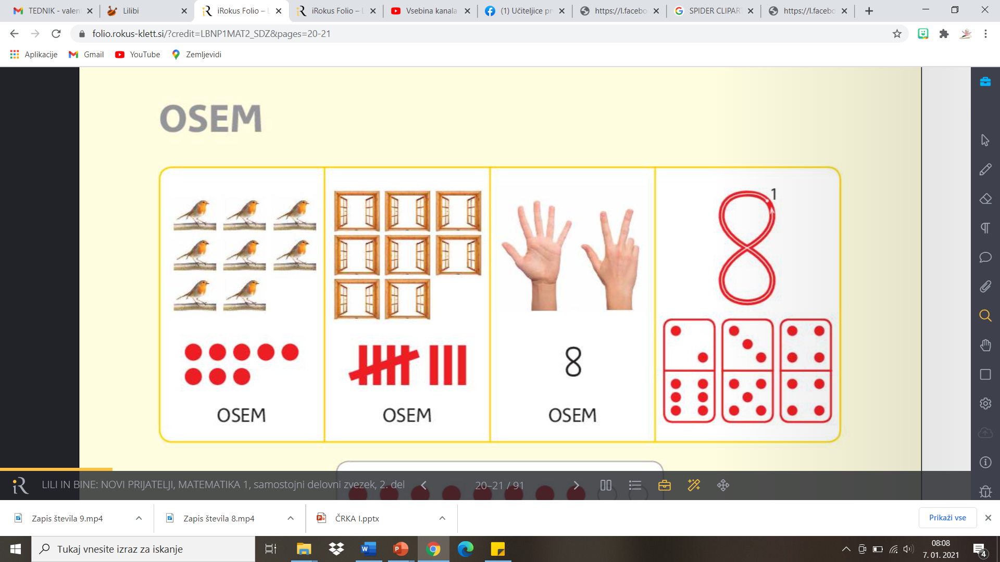 TEDNIK - valen
Lilibi
iRokus Folio – L
iRokus Folio – L
Vsebina kanala
(1) Učiteljice pr
https://l.facebo
SPIDER CLIPAR
https://l.facebo
folio.rokus-klett.si/?credit=LBNP1MAT2_SDZ&pages=20-21
Aplikacije
Gmail
YouTube
Zemljevidi
OSEM
1
8
8
OSEM
OSEM
OSEM
iR
LILI IN BINE: NOVI PRIJATELJI, MATEMATIKA 1, samostojni delovni zvezek, 2. del
20–21 / 91
Zapis števila 9.mp4
Zapis števila 8.mp4
ČRKA I.pptx
Prikaži vse
Tukaj vnesite izraz za iskanje
08:08
7. 01. 2021
4